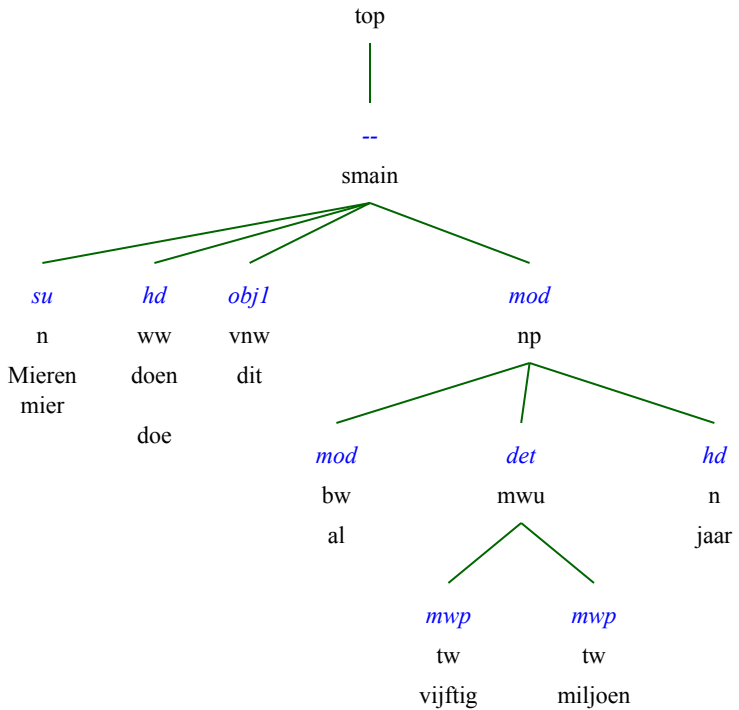 top
--
smain
su hd obj1 mod
n ww vnw np
Mieren doen dit
mier
doe
mod det hd
bw mwu n
al jaar
mwp mwp
tw tw
vijftig miljoen